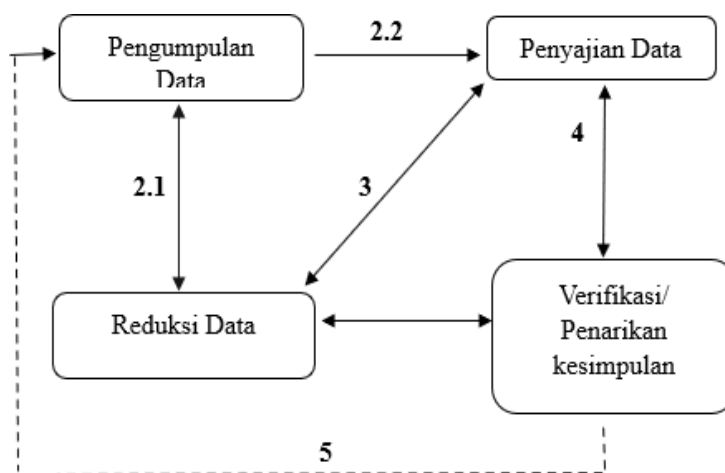 Pengumpulan
Data
2.2
Penyajian Data
2.1
3
4
Reduksi Data
Verifikasi/
Penarikan
kesimpulan
5